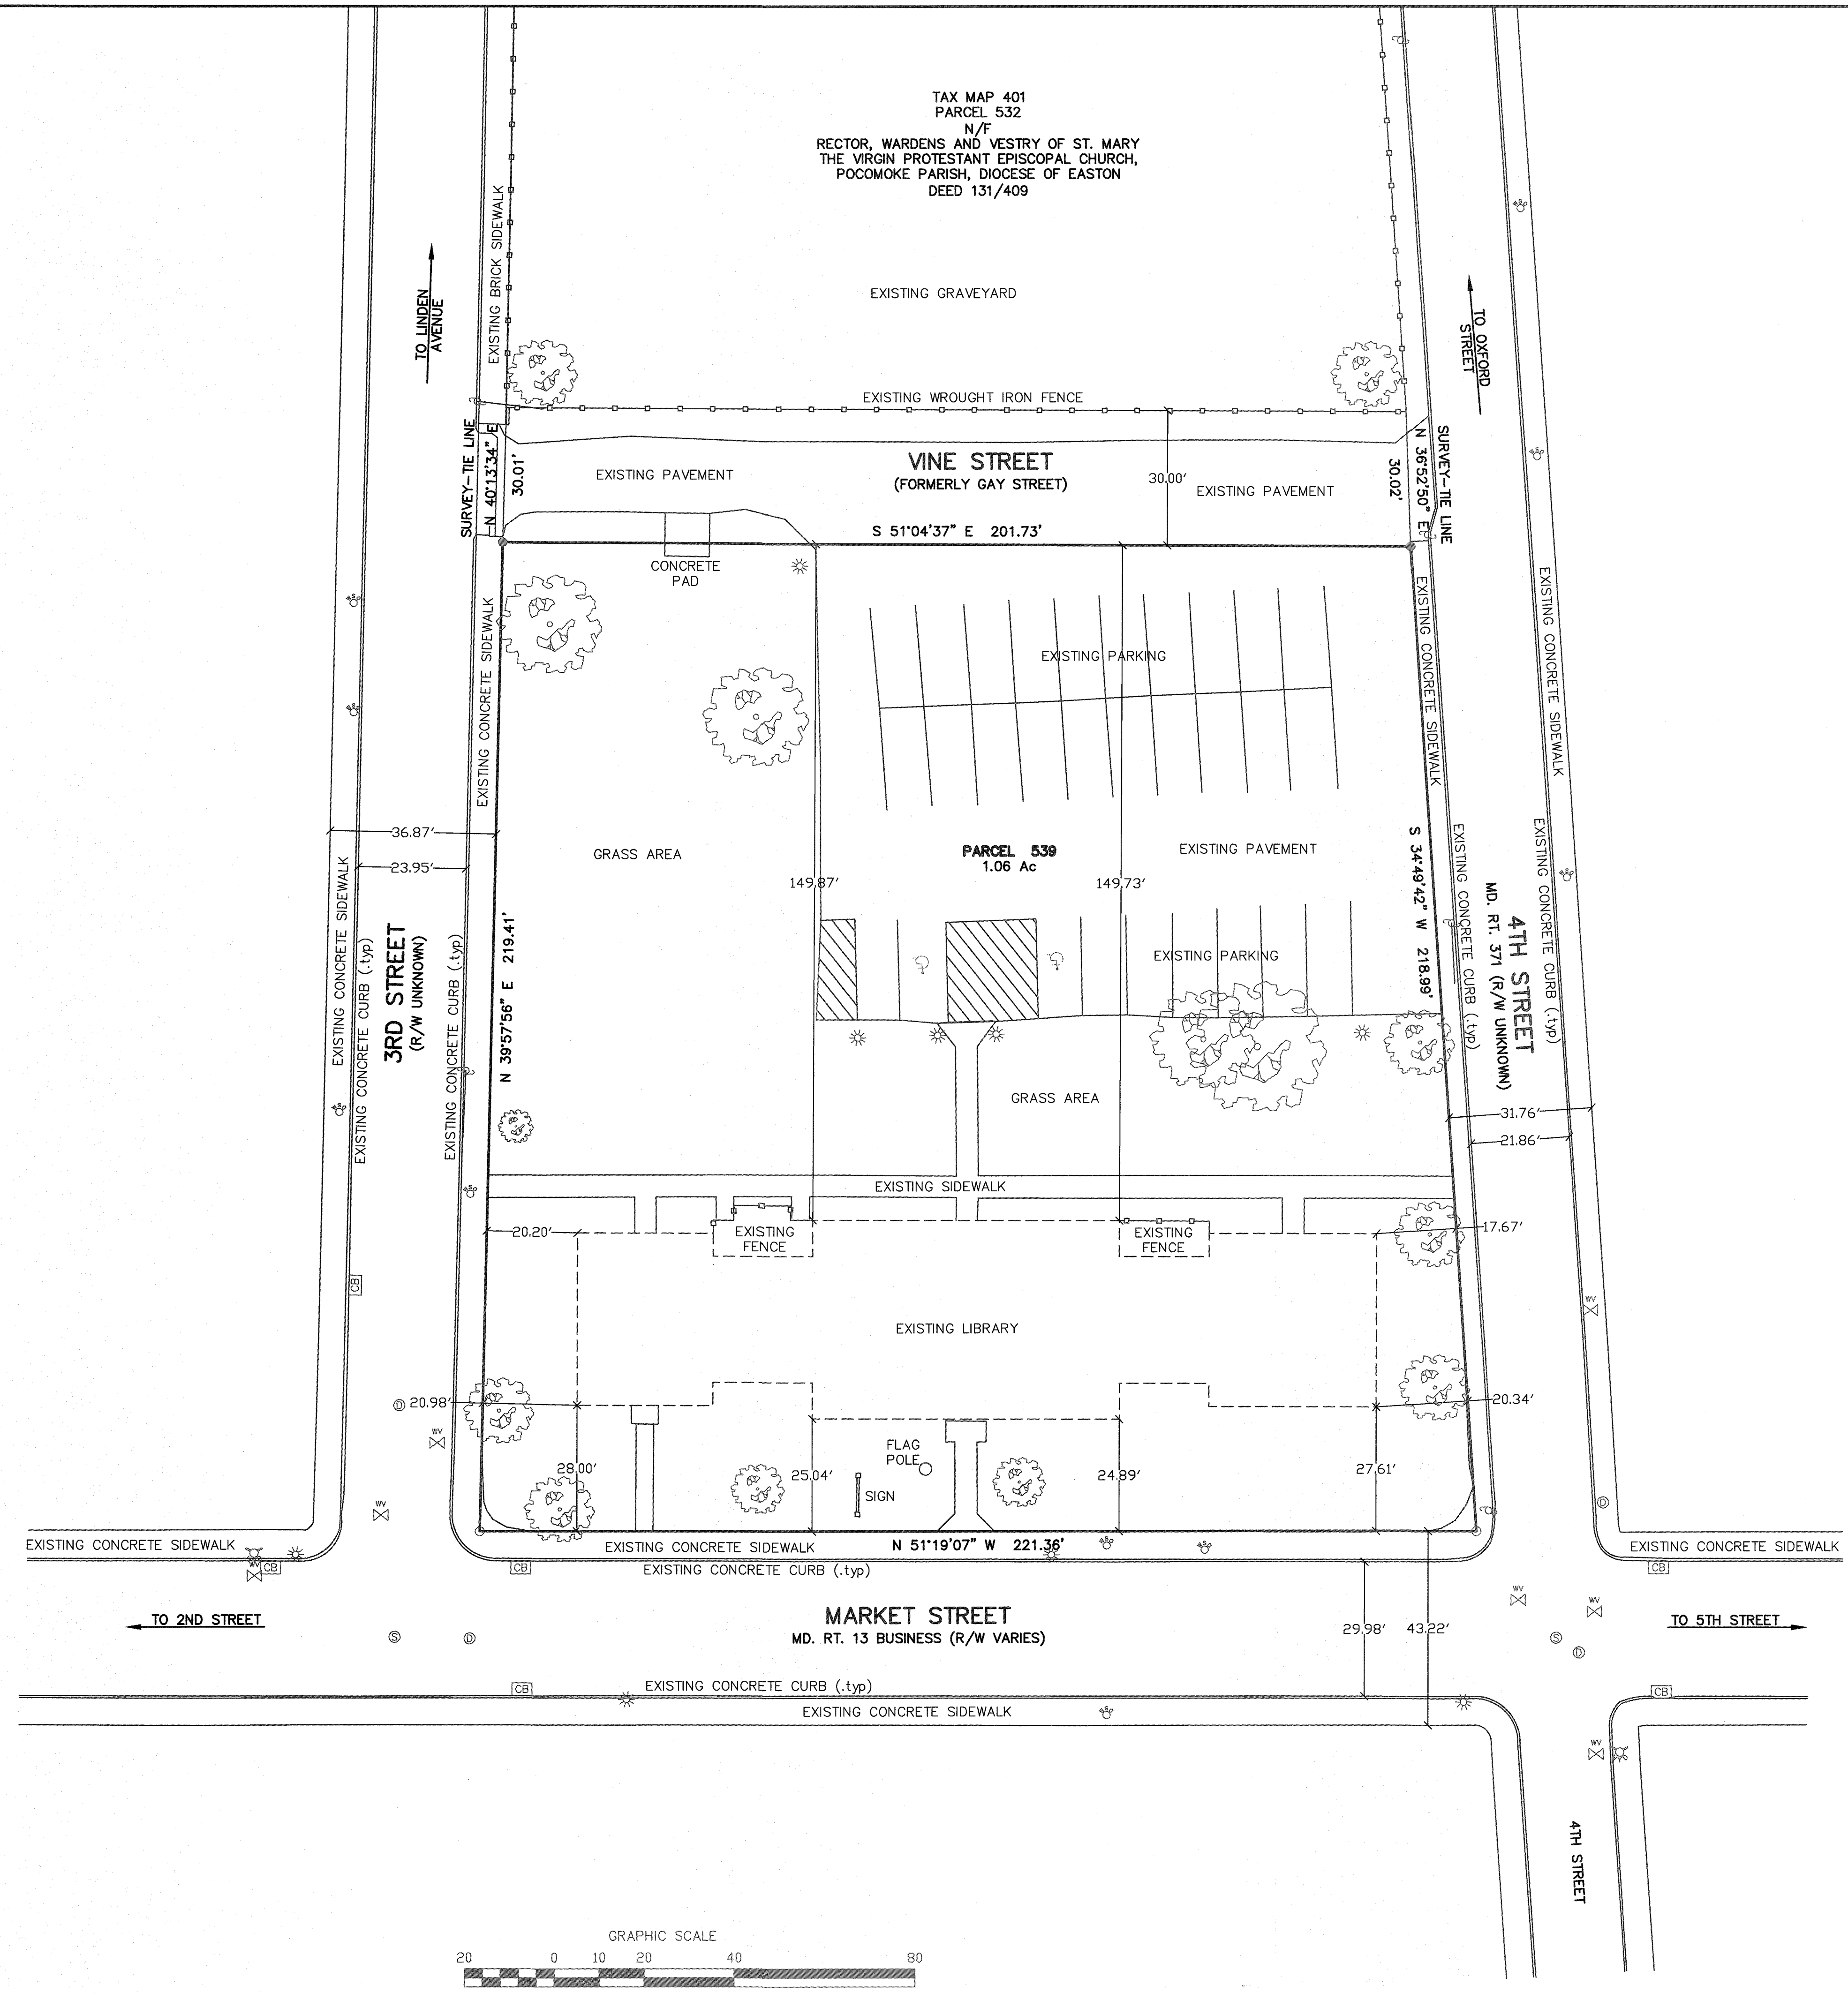 TAX MAP 401
PARCEL 532
N/F
RECTOR, WARDENS AND VESTRY OF ST. MARY
THE VIRGIN PROTESTANT EPISCOPAL CHURCH,
POCOMOKE PARISH, DIOCESE OF EASTON
DEED 131/409
EXISTING BRICK SIDEWALK
TO LINDEN
AVENUE
EXISTING GRAVEYARD
TO OXFORD
STREET
EXISTING WROUGHT IRON FENCE
SURVEY-TIE LINE
N 40°13'34" E
30.01'
EXISTING PAVEMENT
VINE STREET
(FORMERLY GAY STREET)
30.00'
EXISTING PAVEMENT
30.02'
N 36°52'50" E
SURVEY-TIE LINE
S 51°04'37" E 201.73'
CONCRETE
PAD
EXISTING CONCRETE SIDEWALK
EXISTING CONCRETE SIDEWALK
EXISTING CONCRETE SIDEWALK
EXISTING PARKING
36.87'
23.95'
GRASS AREA
PARCEL 539
1.06 Ac
EXISTING PAVEMENT
149.87'
149.73'
S 34°49'42" W 218.99'
EXISTING CONCRETE CURB (.typ)
MD. RT. 371 (R/W UNKNOWN)
4TH STREET
EXISTING CONCRETE CURB (.typ)
EXISTING CONCRETE SIDEWALK
EXISTING CONCRETE CURB (.typ)
3RD STREET
(R/W UNKNOWN)
EXISTING CONCRETE CURB (.typ)
N 39°57'56" E 219.41'
EXISTING PARKING
GRASS AREA
31.76'
21.86'
EXISTING SIDEWALK
20.20'
EXISTING
FENCE
EXISTING
FENCE
17.67'
CB
WV
EXISTING LIBRARY
D
20.98'
20.34'
WV
FLAG
POLE
28.00'
25.04'
24.89'
27.61'
SIGN
WV
D
EXISTING CONCRETE SIDEWALK
EXISTING CONCRETE SIDEWALK
N 51°19'07" W 221.36'
EXISTING CONCRETE SIDEWALK
WV
CB
CB
EXISTING CONCRETE CURB (.typ)
CB
WV
WV
TO 2ND STREET
MARKET STREET
MD. RT. 13 BUSINESS (R/W VARIES)
29.98'
43.22'
TO 5TH STREET
S
D
S
D
CB
EXISTING CONCRETE CURB (.typ)
CB
EXISTING CONCRETE SIDEWALK
WV
4TH STREET
GRAPHIC SCALE
20 0 10 20 40 80